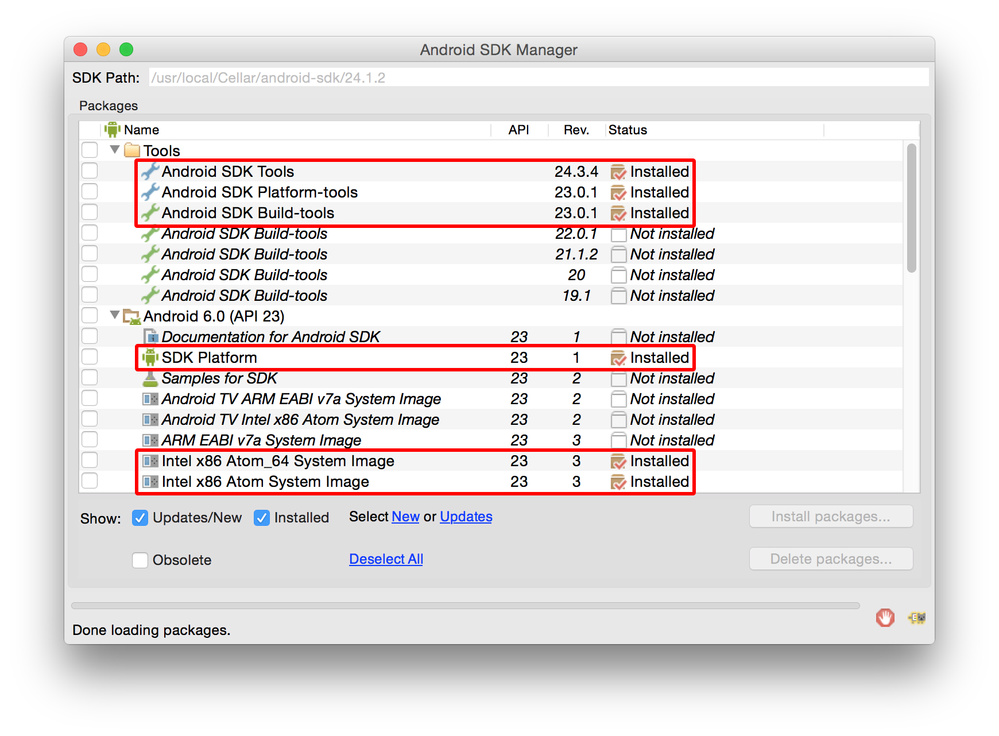 Android SDK Manager
SDK Path: /usr/local/Cellar/android-sdk/24.1.2
Packages
Name API Rev. Status
Tools
Android SDK Tools 24.3.4 Installed
Android SDK Platform-tools 23.0.1 Installed
Android SDK Build-tools 23.0.1 Installed
Android SDK Build-tools 22.0.1 Not installed
Android SDK Build-tools 21.1.2 Not installed
Android SDK Build-tools 20 Not installed
Android SDK Build-tools 19.1 Not installed
Android 6.0 (API 23)
Documentation for Android SDK 23 1 Not installed
SDK Platform 23 1 Installed
Samples for SDK 23 2 Not installed
Android TV ARM EABI v7a System Image 23 2 Not installed
Android TV Intel x86 Atom System Image 23 2 Not installed
ARM EABI v7a System Image 23 3 Not installed
Intel x86 Atom_64 System Image 23 3 Installed
Intel x86 Atom System Image 23 3 Installed
Show: Updates/New Installed Select New or Updates Install packages...
Obsolete Deselect All Delete packages...
Done loading packages.